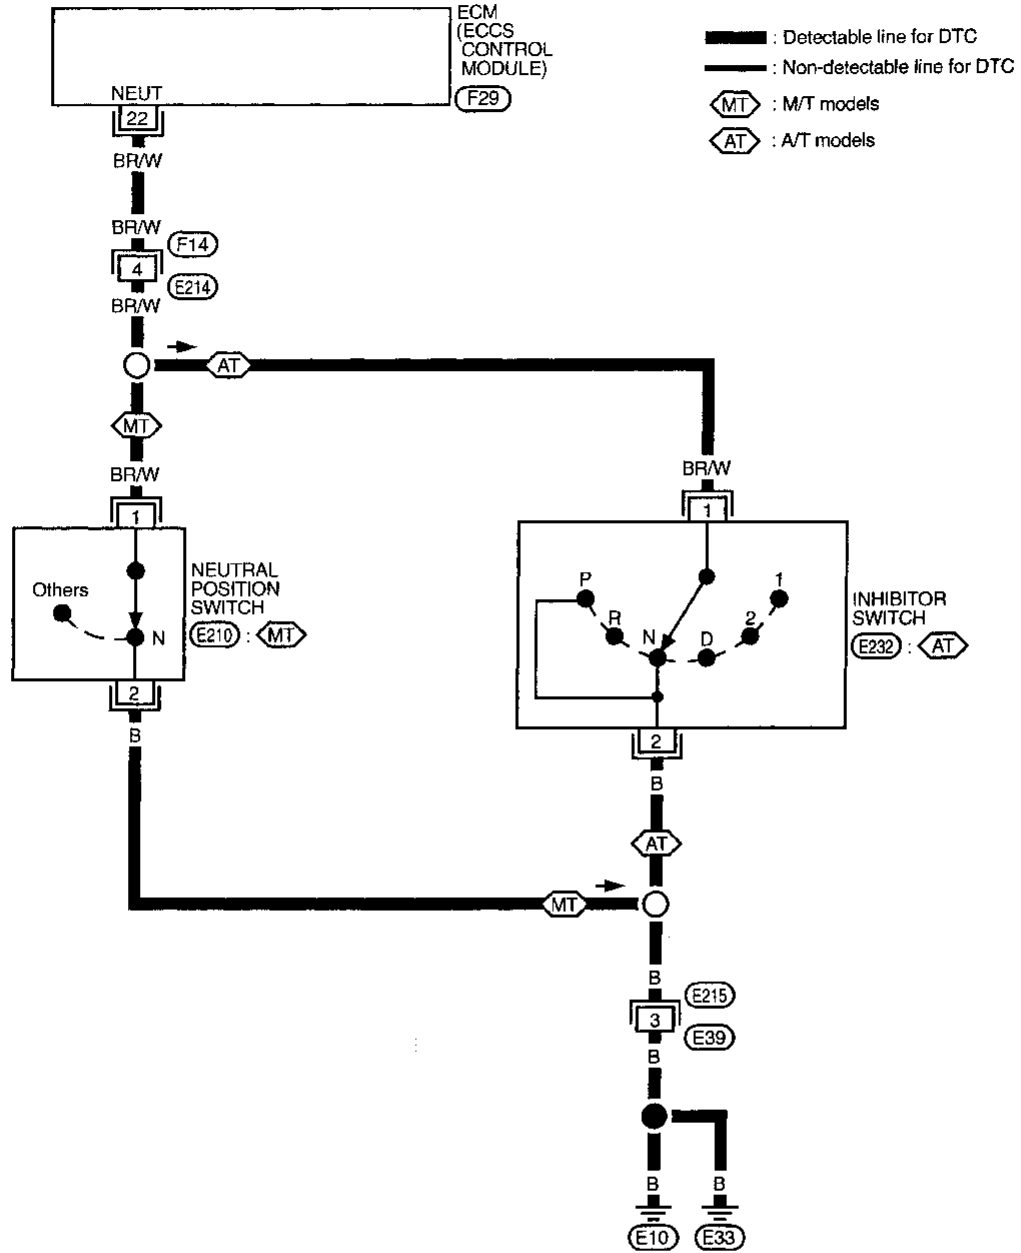 ECM
(ECCS
CONTROL
MODULE)
F29
NEUT
22
: Detectable line for DTC
: Non-detectable line for DTC
MT : M/T models
AT : A/T models
BR/W
BR/W
F14
4
E214
BR/W
AT
MT
BR/W
BR/W
1
1
Others
N
NEUTRAL
POSITION
SWITCH
E210 : MT
P
R
N
D
2
1
INHIBITOR
SWITCH
E232 : AT
2
B
2
B
AT
MT
B
E215
3
E39
B
B
B
E10
E33